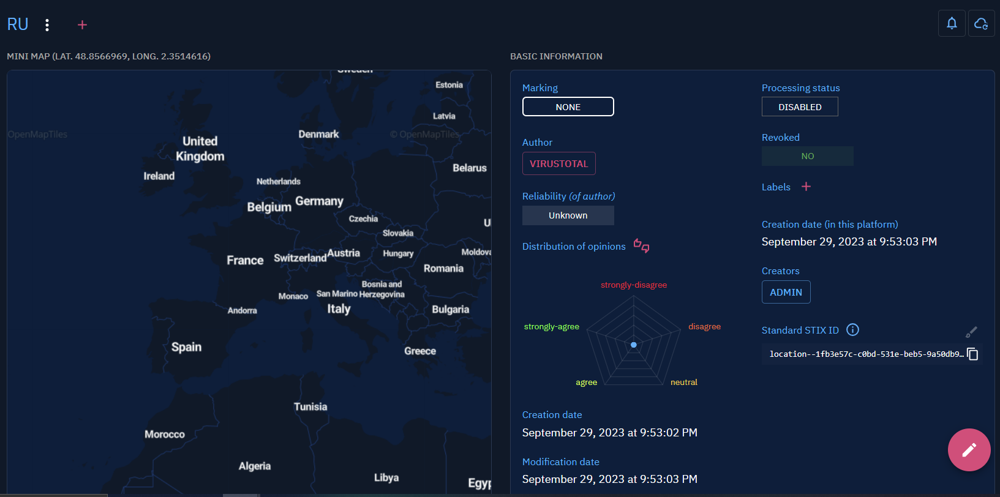 RU
MINI MAP (LAT. 48.8566969, LONG. 2.3514616)
Sweden
Estonia
Latvia
OpenMapTiles
Denmark
© OpenMapTiles
United
Kingdom
Belarus
Ireland
Netherlands
Germany
Belgium
Czechia
U
Slovakia
Austria
Hungary
Moldova
France
Switzerland
Romania
Bosnia and
Herzegovina
San Marino
Monaco
Italy
Andorra
Bulgaria
Spain
Greece
Tunisia
Morocco
Algeria
Libya
Egyp
BASIC INFORMATION
Marking
NONE
Author
VIRUSTOTAL
Reliability (of author)
Unknown
Distribution of opinions
strongly-disagree
strongly-agree
disagree
agree
neutral
Creation date
September 29, 2023 at 9:53:02 PM
Modification date
September 29, 2023 at 9:53:03 PM
Processing status
DISABLED
Revoked
NO
Labels
Creation date (in this platform)
September 29, 2023 at 9:53:03 PM
Creators
ADMIN
Standard STIX ID
location--1fb3e57c-c0bd-531e-beb5-9a50db9…